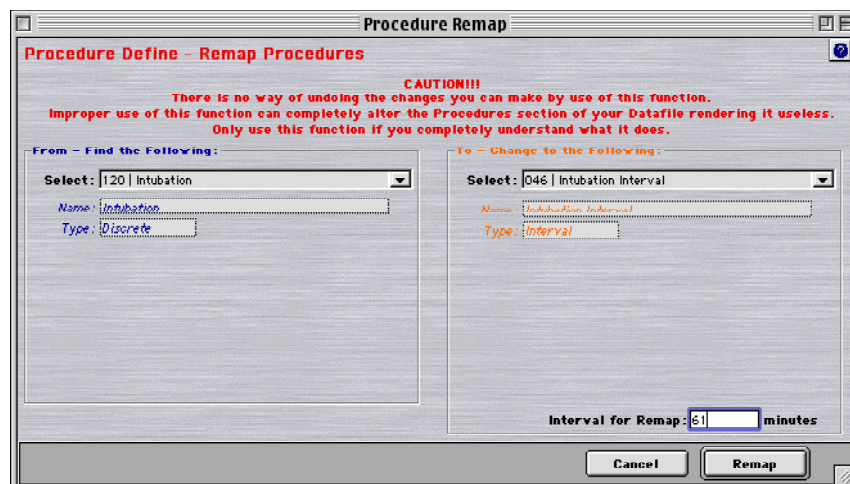 Procedure Remap
Procedure Define - Remap Procedures
?
CAUTION!!!
There is no way of undoing the changes you can make by use of this function.
Improper use of this function can completely alter the Procedures section of your Datafile rendering it useless.
Only use this function if you completely understand what it does.
From - Find the Following:
Select: 120 | Intubation
Name: Intubation
Type: Discrete
To - Change to the Following:
Select: 046 | Intubation Interval
Name: Intubation Interval
Type: Interval
Interval for Remap: 61 minutes
Cancel
Remap